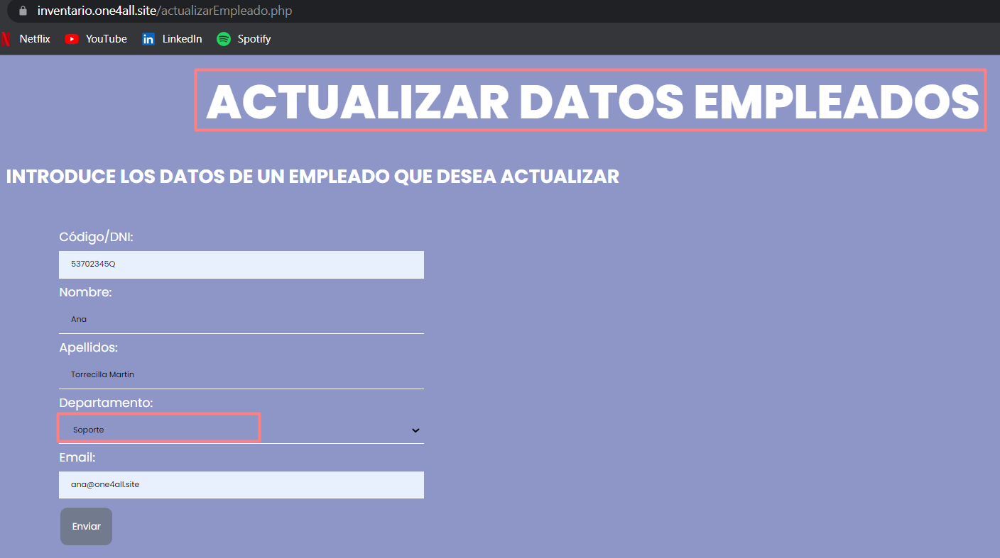 inventario.one4all.site/actualizarEmpleado.php
Netflix YouTube LinkedIn Spotify
ACTUALIZAR DATOS EMPLEADOS
INTRODUCE LOS DATOS DE UN EMPLEADO QUE DESEA ACTUALIZAR
Código/DNI:
53702345Q
Nombre:
Ana
Apellidos:
Torrecilla Martin
Departamento:
Soporte
Email:
ana@one4all.site
Enviar